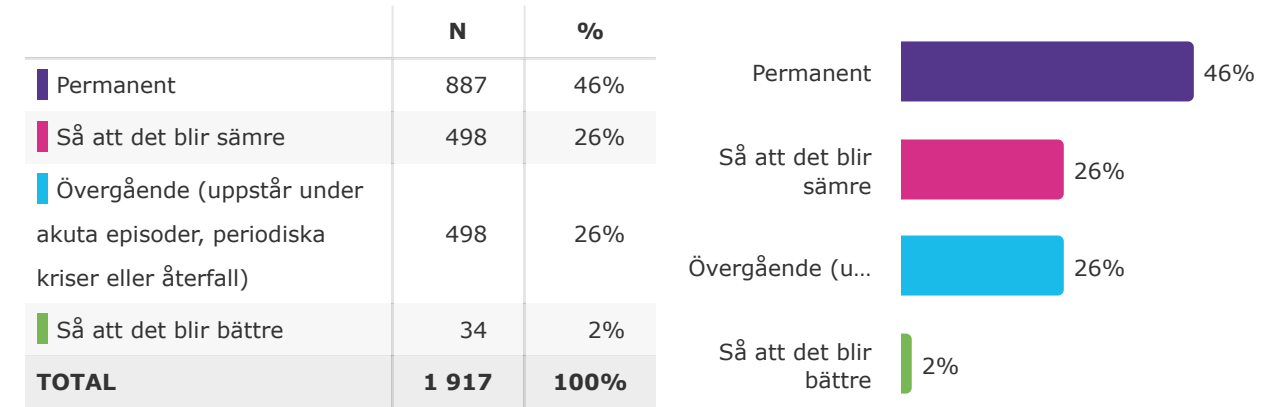 N %
Permanent 887 46%
Så att det blir sämre 498 26%
Övergående (uppstår under
akuta episoder, periodiska 498 26%
kriser eller återfall)
Så att det blir bättre 34 2%
TOTAL 1 917 100%
Permanent 46%
Så att det blir
sämre
26%
Övergående (u… 26%
Så att det blir
bättre
2%